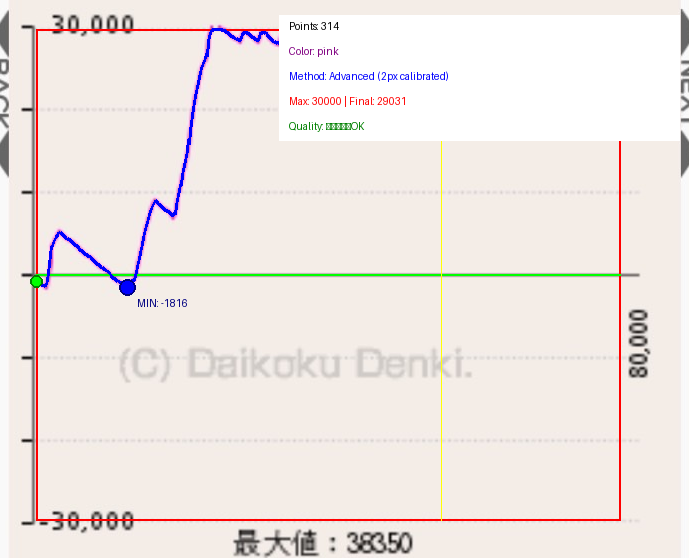 30,000
Points: 314
Color: pink
Method: Advanced (2px calibrated)
Max: 30000 | Final: 29031
Quality: □□□□□OK
BACK
NEXT
MIN: -1816
80,000
(C) Daikoku Denki.
-30,000
最大値：38350